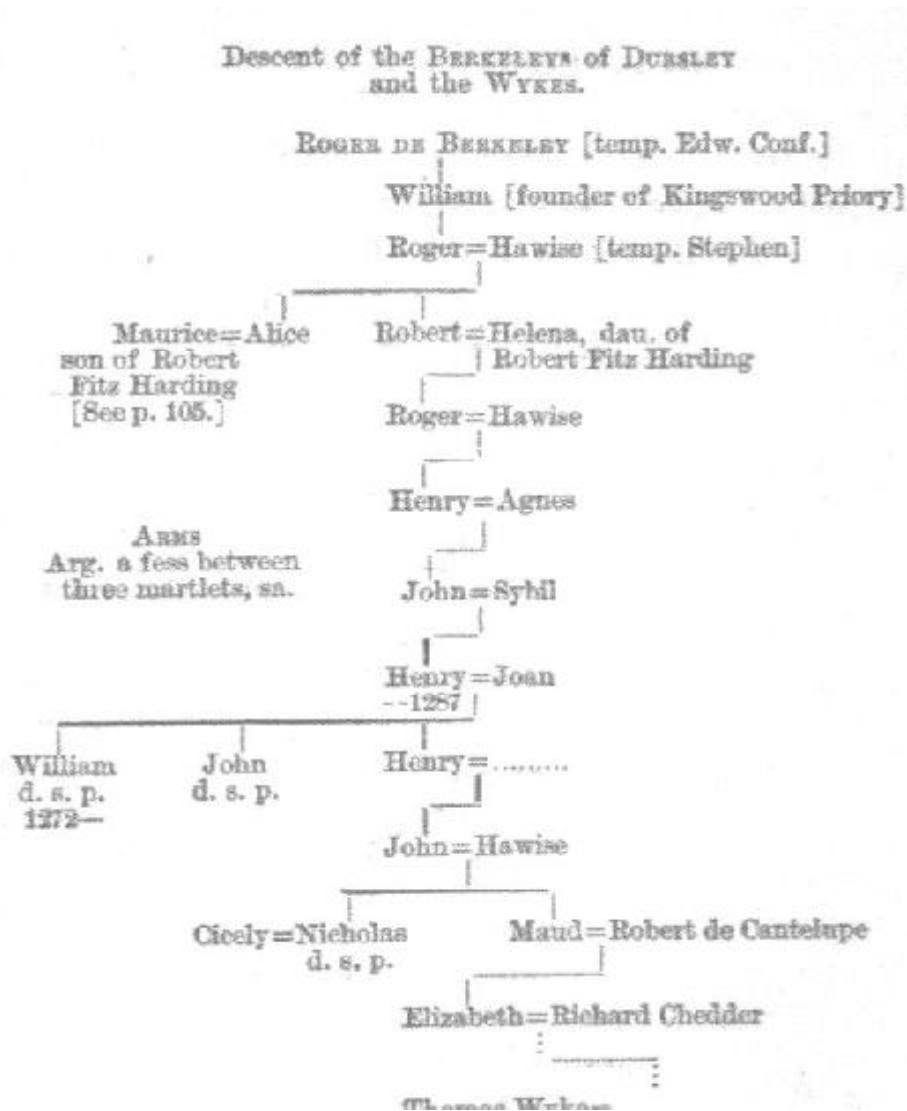 Descent of the BERKELEYS of DURSLEY
and the WYKES.
ROGER DE BERKELEY [temp. Edw. Conf.]
William [founder of Kingswood Priory]
Roger=Hawise [temp. Stephen]
Maurice=Alice
son of Robert
Fitz Harding
[See p. 105.]
Robert=Helena, dau. of
Robert Fitz Harding
Roger=Hawise
Henry=Agnes
ARMS
Arg. a fess between
three martlets, sa.
John=Sybil
Henry=Joan
--1287
William
d. s. p.
1272—
John
d. s. p.
Henry=.........
John=Hawise
Cicely=Nicholas
d. s. p.
Maud=Robert de Cantelupe
Elizabeth=Richard Chedder
Thomas